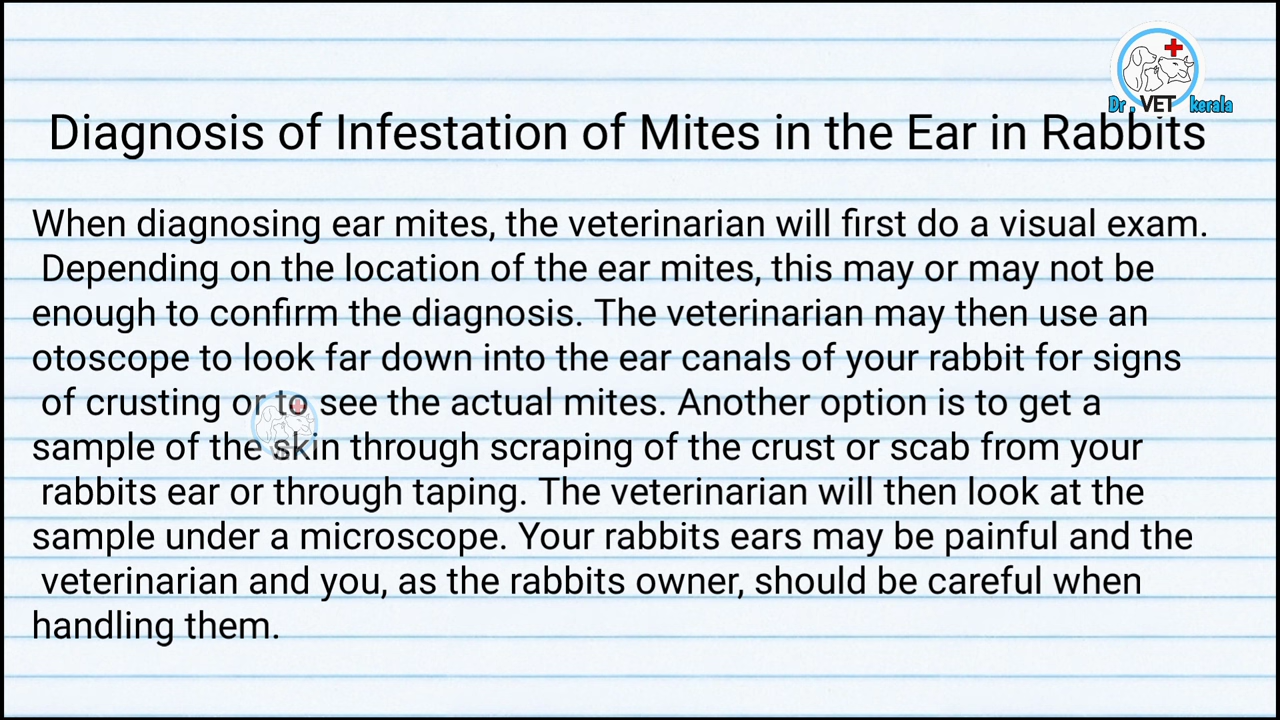 Dr . VET kerala
Diagnosis of Infestation of Mites in the Ear in Rabbits
When diagnosing ear mites, the veterinarian will first do a visual exam.
Depending on the location of the ear mites, this may or may not be
enough to confirm the diagnosis. The veterinarian may then use an
otoscope to look far down into the ear canals of your rabbit for signs
of crusting or to see the actual mites. Another option is to get a
sample of the skin through scraping of the crust or scab from your
rabbits ear or through taping. The veterinarian will then look at the
sample under a microscope. Your rabbits ears may be painful and the
veterinarian and you, as the rabbits owner, should be careful when
handling them.